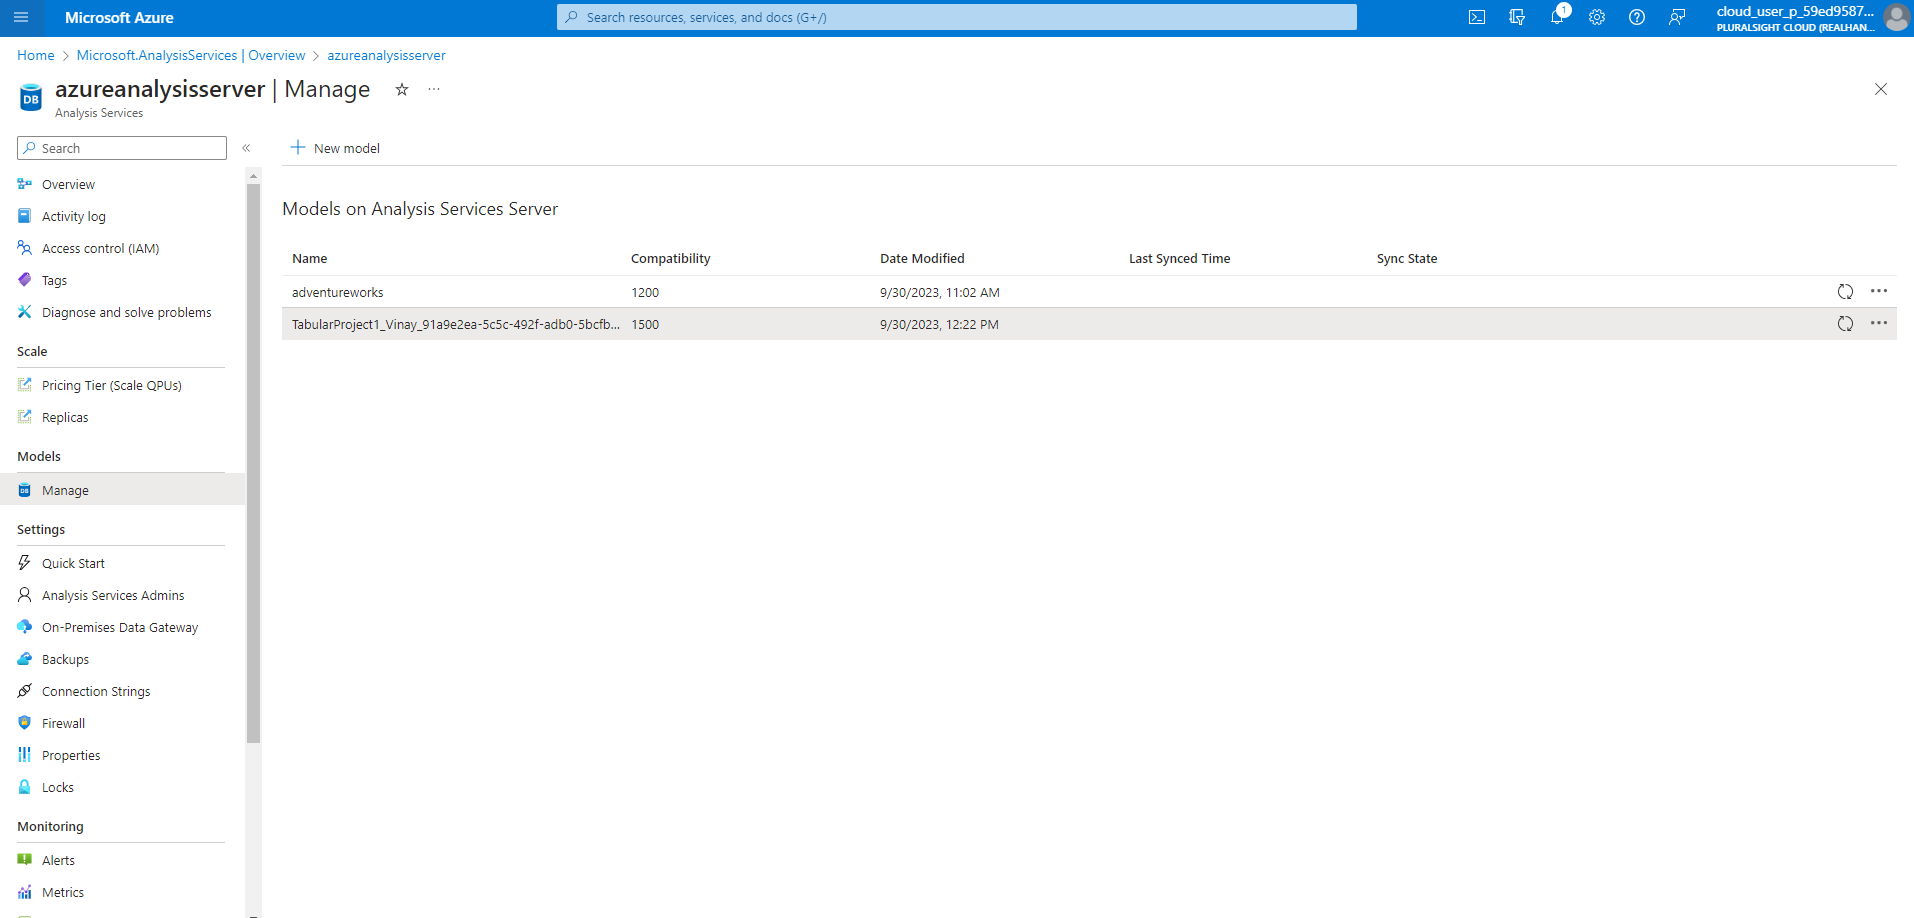 Microsoft Azure
Search resources, services, and docs (G+/)
1
cloud_user_p_59ed9587...
PLURALSIGHT CLOUD (REALHAN...
Home > Microsoft.AnalysisServices | Overview > azureanalysisserver
DB
azureanalysisserver | Manage
...
Analysis Services
Search
«
New model
Overview
Activity log
Access control (IAM)
Tags
Diagnose and solve problems
Scale
Pricing Tier (Scale QPUs)
Replicas
Models
Manage
Settings
Quick Start
Analysis Services Admins
On-Premises Data Gateway
Backups
Connection Strings
Firewall
Properties
Locks
Monitoring
Alerts
Metrics
Models on Analysis Services Server
Name Compatibility Date Modified Last Synced Time Sync State
adventureworks 1200 9/30/2023, 11:02 AM
TabularProject1_Vinay_91a9e2ea-5c5c-492f-adb0-5bcfb... 1500 9/30/2023, 12:22 PM